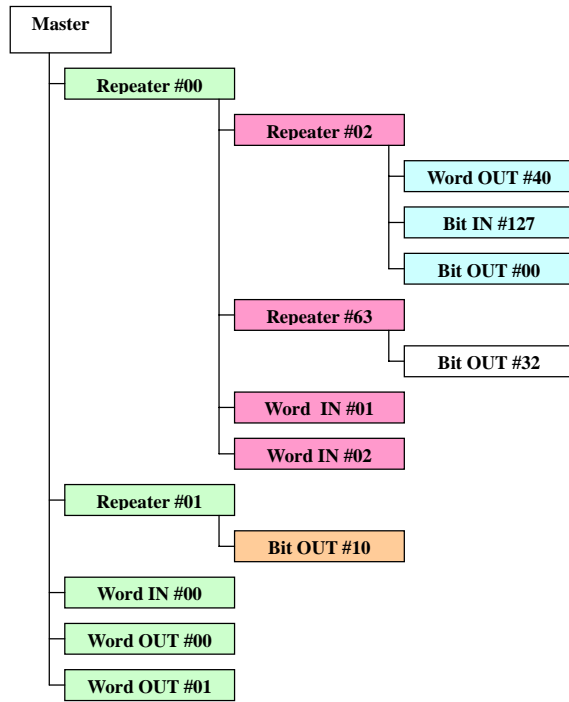 Master
Repeater #00
Repeater #02
Word OUT #40
Bit IN #127
Bit OUT #00
Repeater #63
Bit OUT #32
Word IN #01
Word IN #02
Repeater #01
Bit OUT #10
Word IN #00
Word OUT #00
Word OUT #01